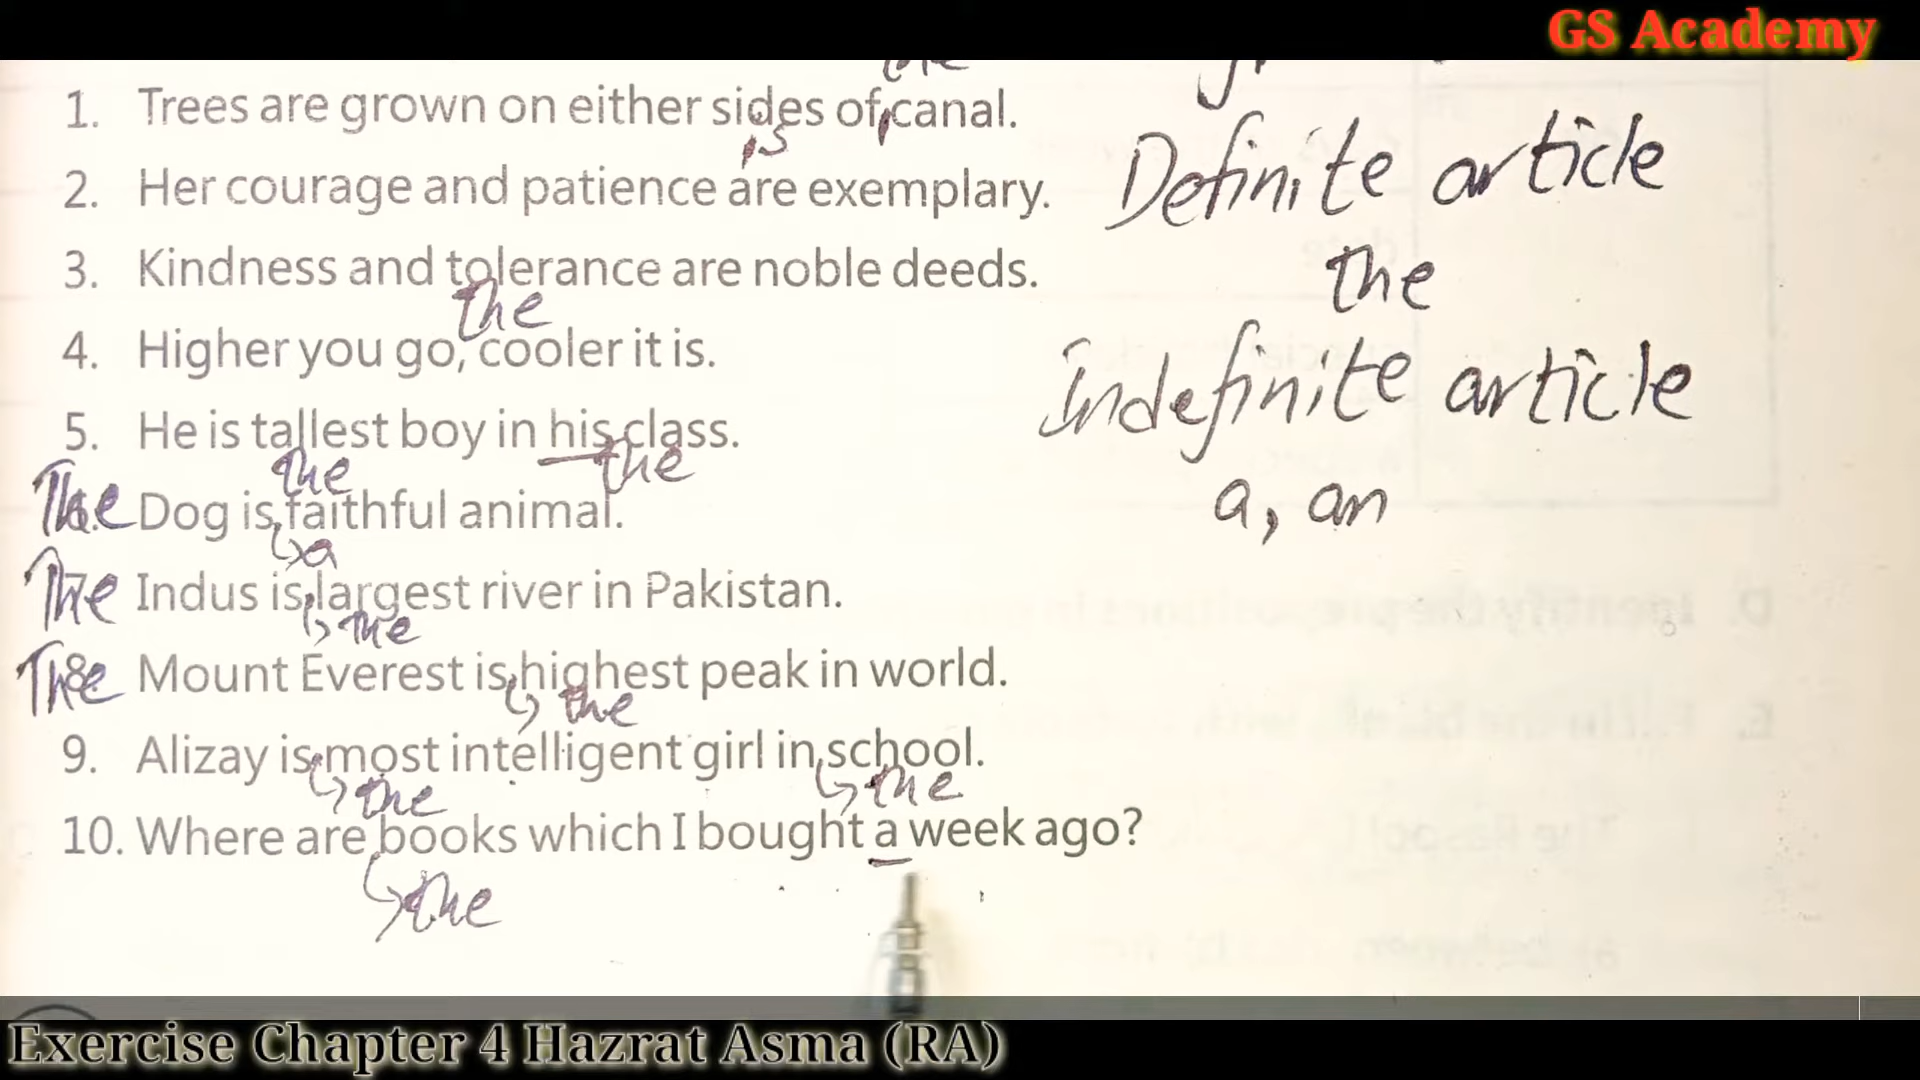 GS Academy
the
1. Trees are grown on either sides of canal.
is
2. Her courage and patience are exemplary.
Definite article
3. Kindness and tolerance are noble deeds.
the
the
4. Higher you go, cooler it is.
Indefinite article
5. He is tallest boy in his class.
the the
The Dog is faithful animal.
a, an
a
The Indus is largest river in Pakistan.
the
The Mount Everest is highest peak in world.
the
9. Alizay is most intelligent girl in school.
the the
10. Where are books which I bought a week ago?
the
Exercise Chapter 4 Hazrat Asma (RA)